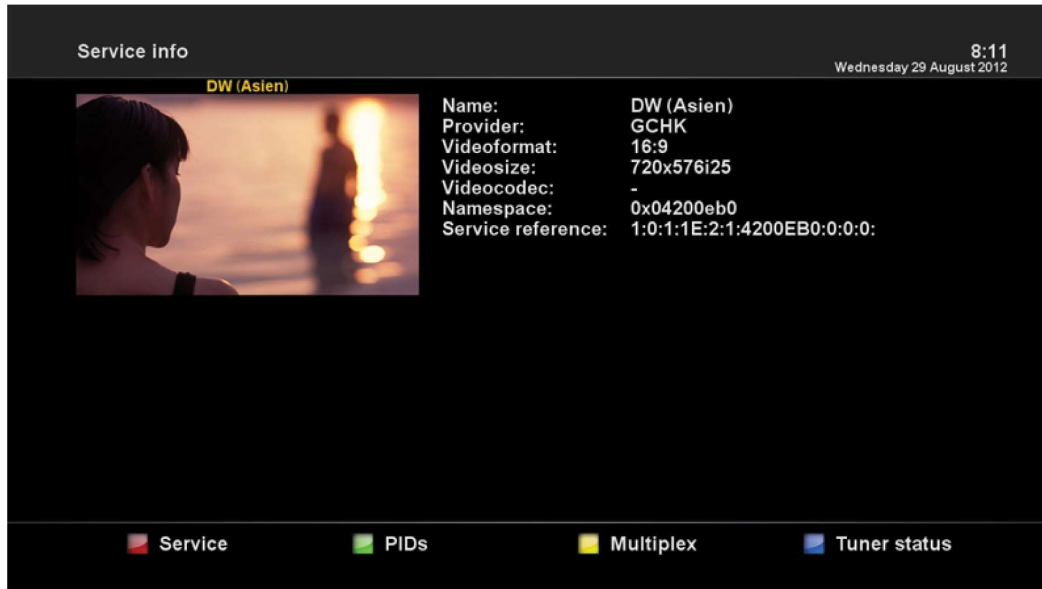 Service info
8:11
Wednesday 29 August 2012
DW (Asien)
Name: DW (Asien)
Provider: GCHK
Videoformat: 16:9
Videosize: 720x576i25
Videocodec: -
Namespace: 0x04200eb0
Service reference: 1:0:1:1E:2:1:4200EB0:0:0:0:
Service PIDs Multiplex Tuner status